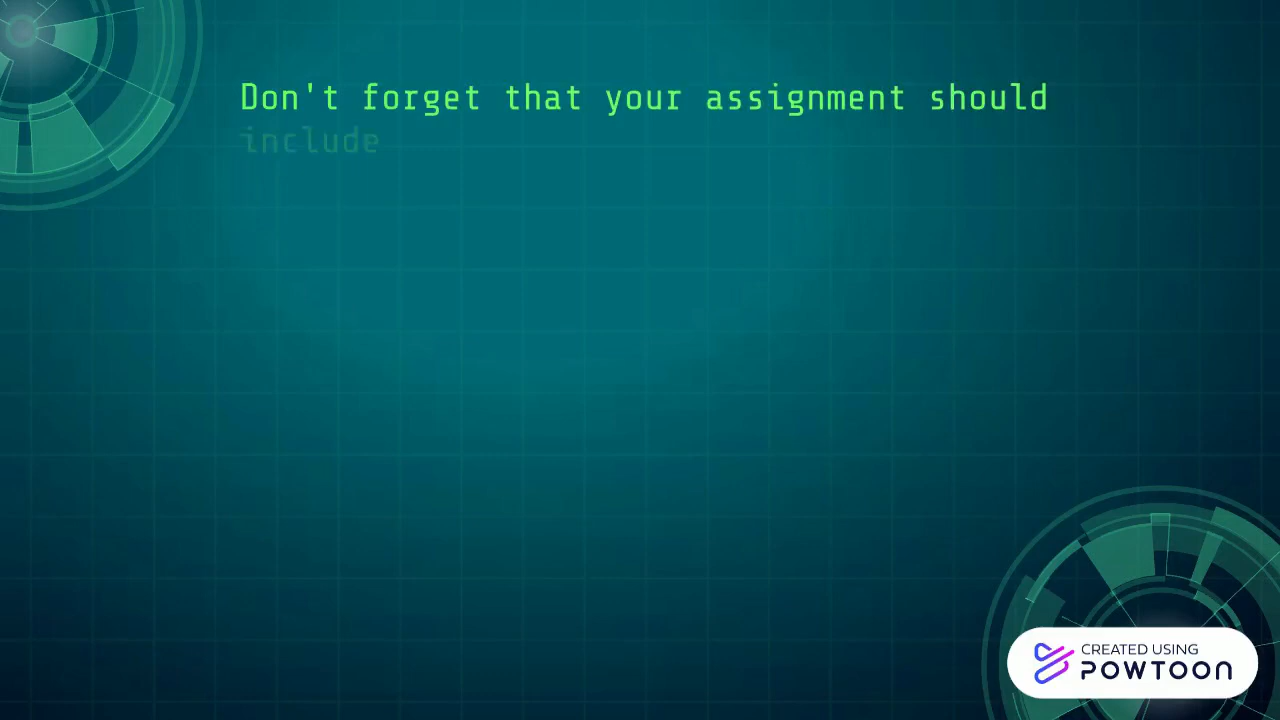 Don't forget that your assignment should
include
CREATED USING
POWTOON